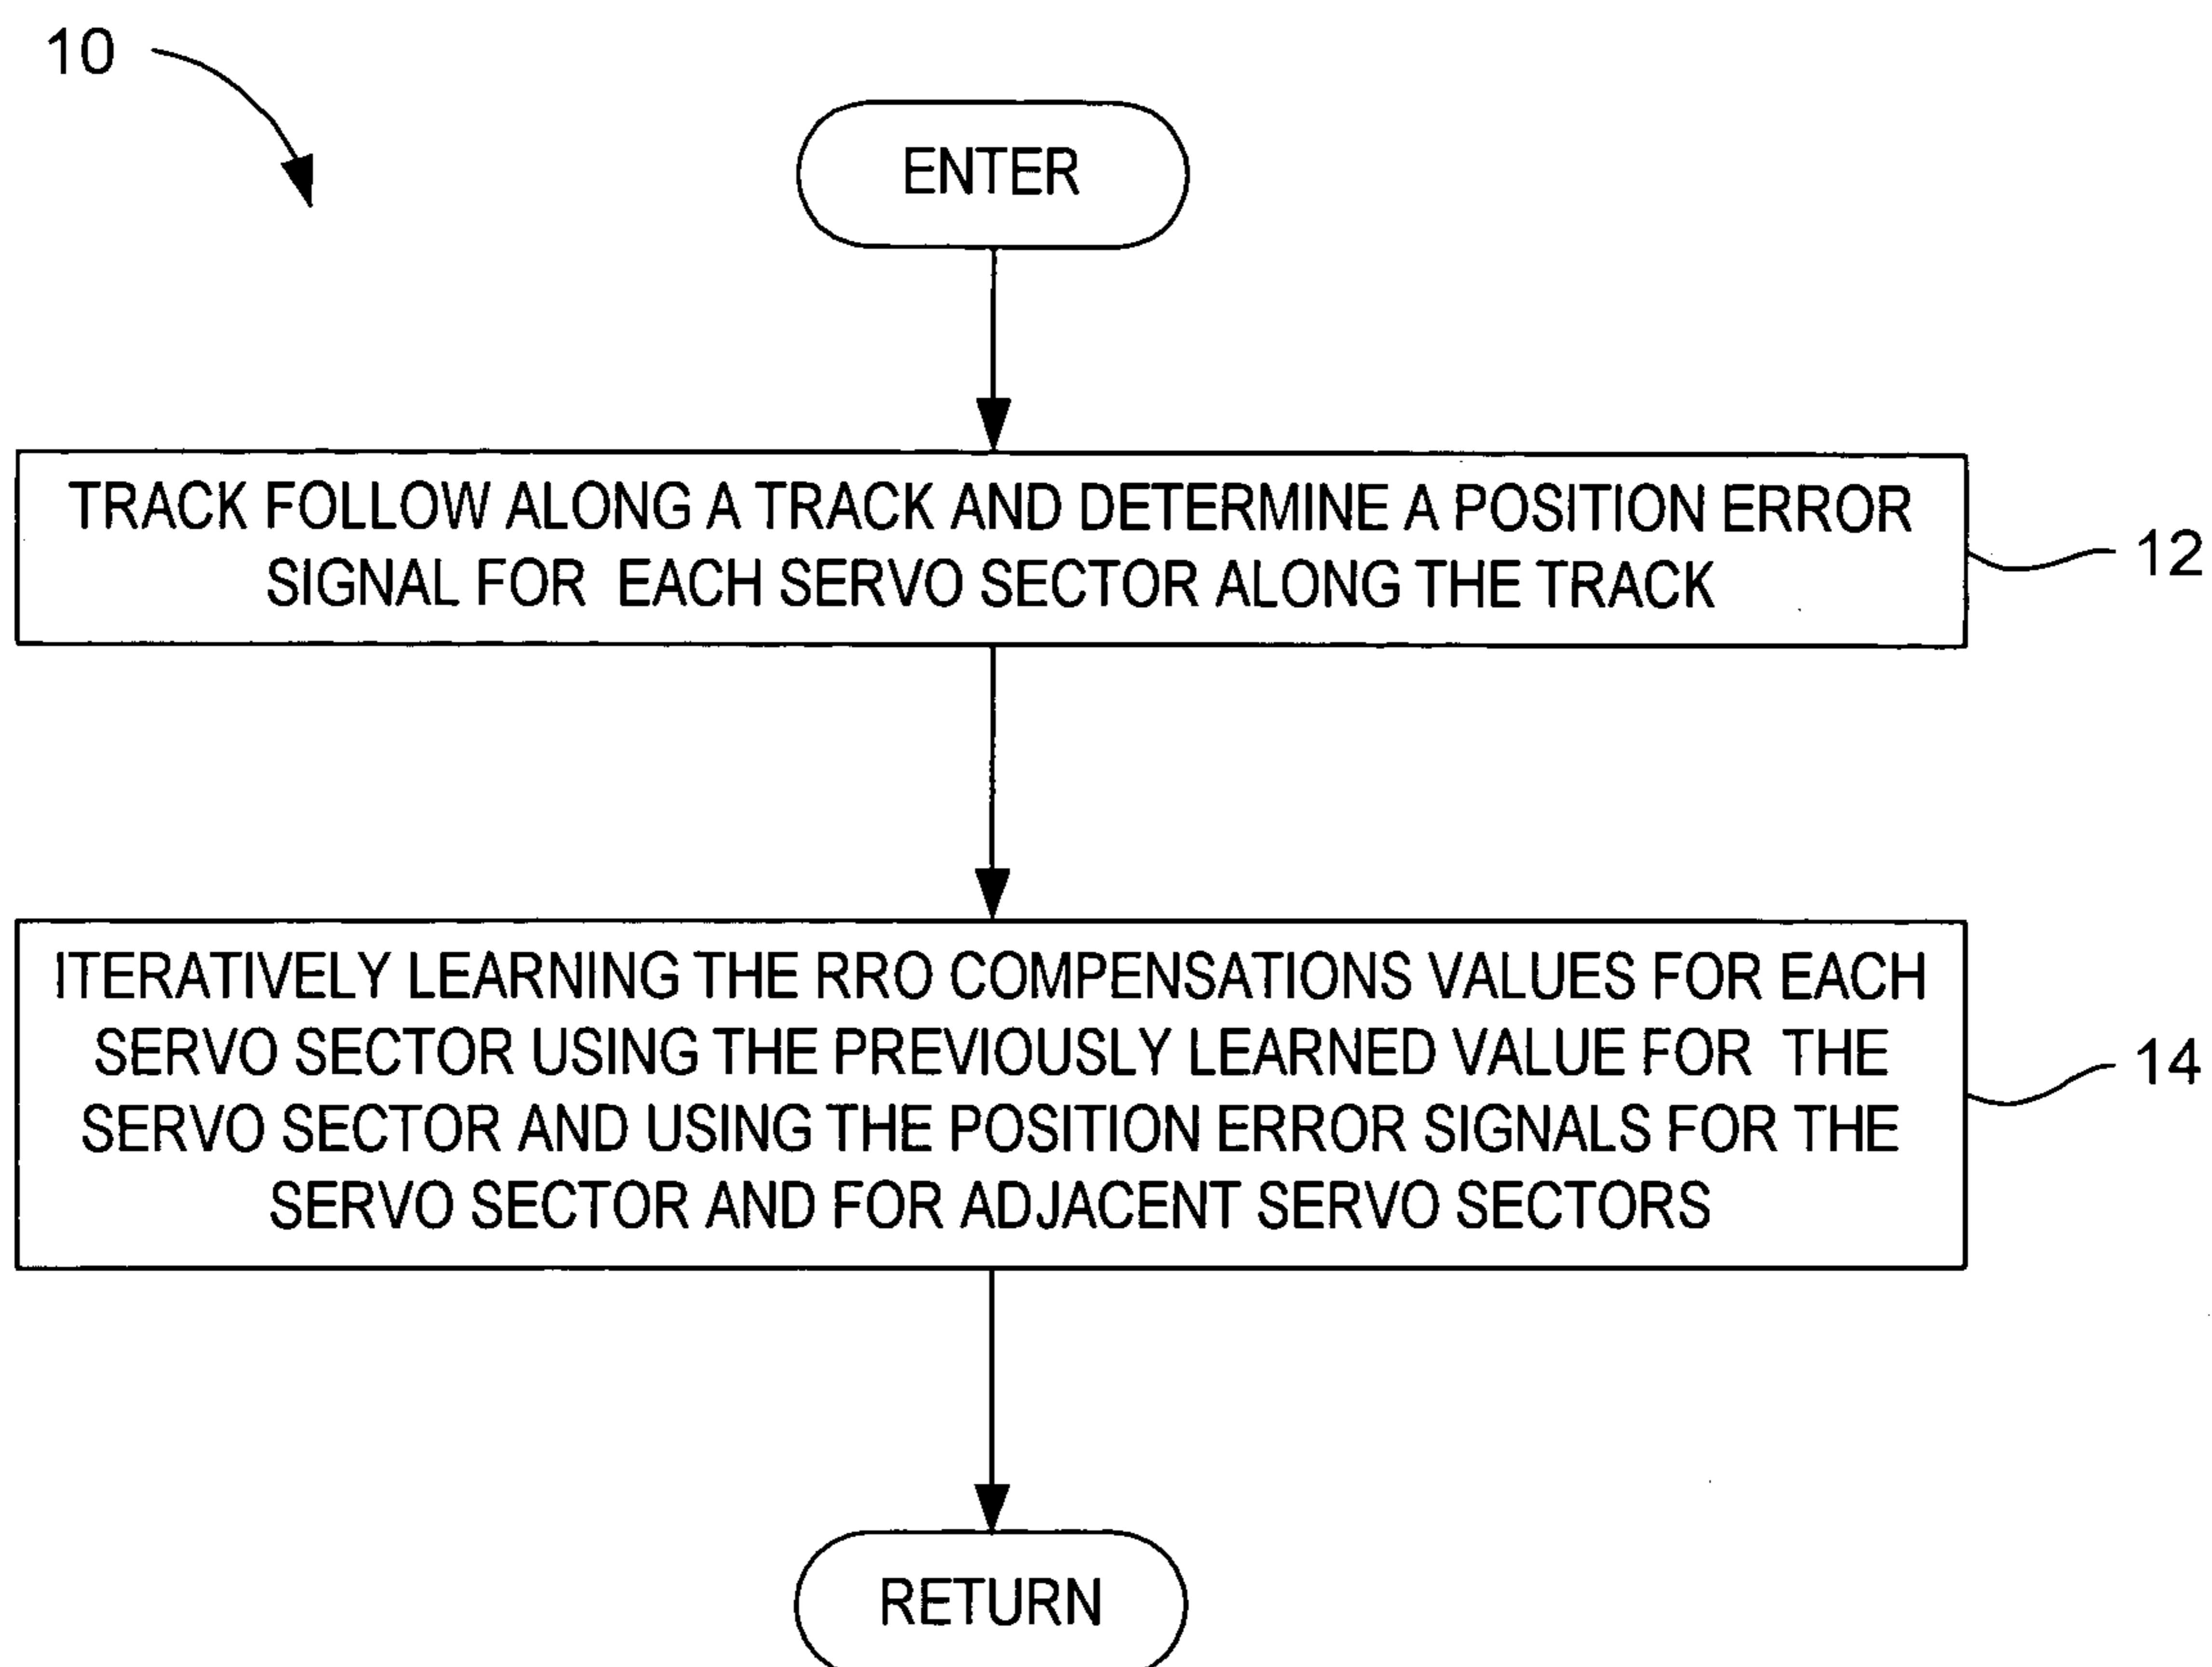 10
ENTER
TRACK FOLLOW ALONG A TRACK AND DETERMINE A POSITION ERROR
SIGNAL FOR EACH SERVO SECTOR ALONG THE TRACK
12
ITERATIVELY LEARNING THE RRO COMPENSATIONS VALUES FOR EACH
SERVO SECTOR USING THE PREVIOUSLY LEARNED VALUE FOR THE
SERVO SECTOR AND USING THE POSITION ERROR SIGNALS FOR THE
SERVO SECTOR AND FOR ADJACENT SERVO SECTORS
14
RETURN